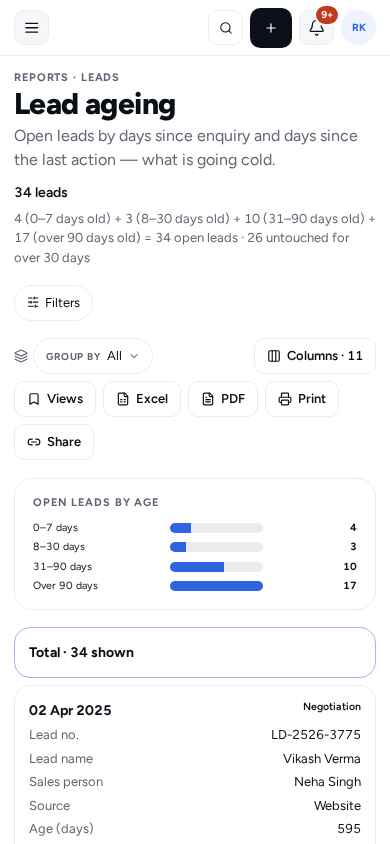 9+
RK
REPORTS · LEADS
Lead ageing
Open leads by days since enquiry and days since
the last action — what is going cold.
34 leads
4 (0–7 days old) + 3 (8–30 days old) + 10 (31–90 days old) +
17 (over 90 days old) = 34 open leads · 26 untouched for
over 30 days
Filters
GROUP BY All
Columns · 11
Views
Excel
PDF
Print
Share
OPEN LEADS BY AGE
0–7 days 4
8–30 days 3
31–90 days 10
Over 90 days 17
Total · 34 shown
02 Apr 2025 Negotiation
Lead no. LD-2526-3775
Lead name Vikash Verma
Sales person Neha Singh
Source Website
Age (days) 595